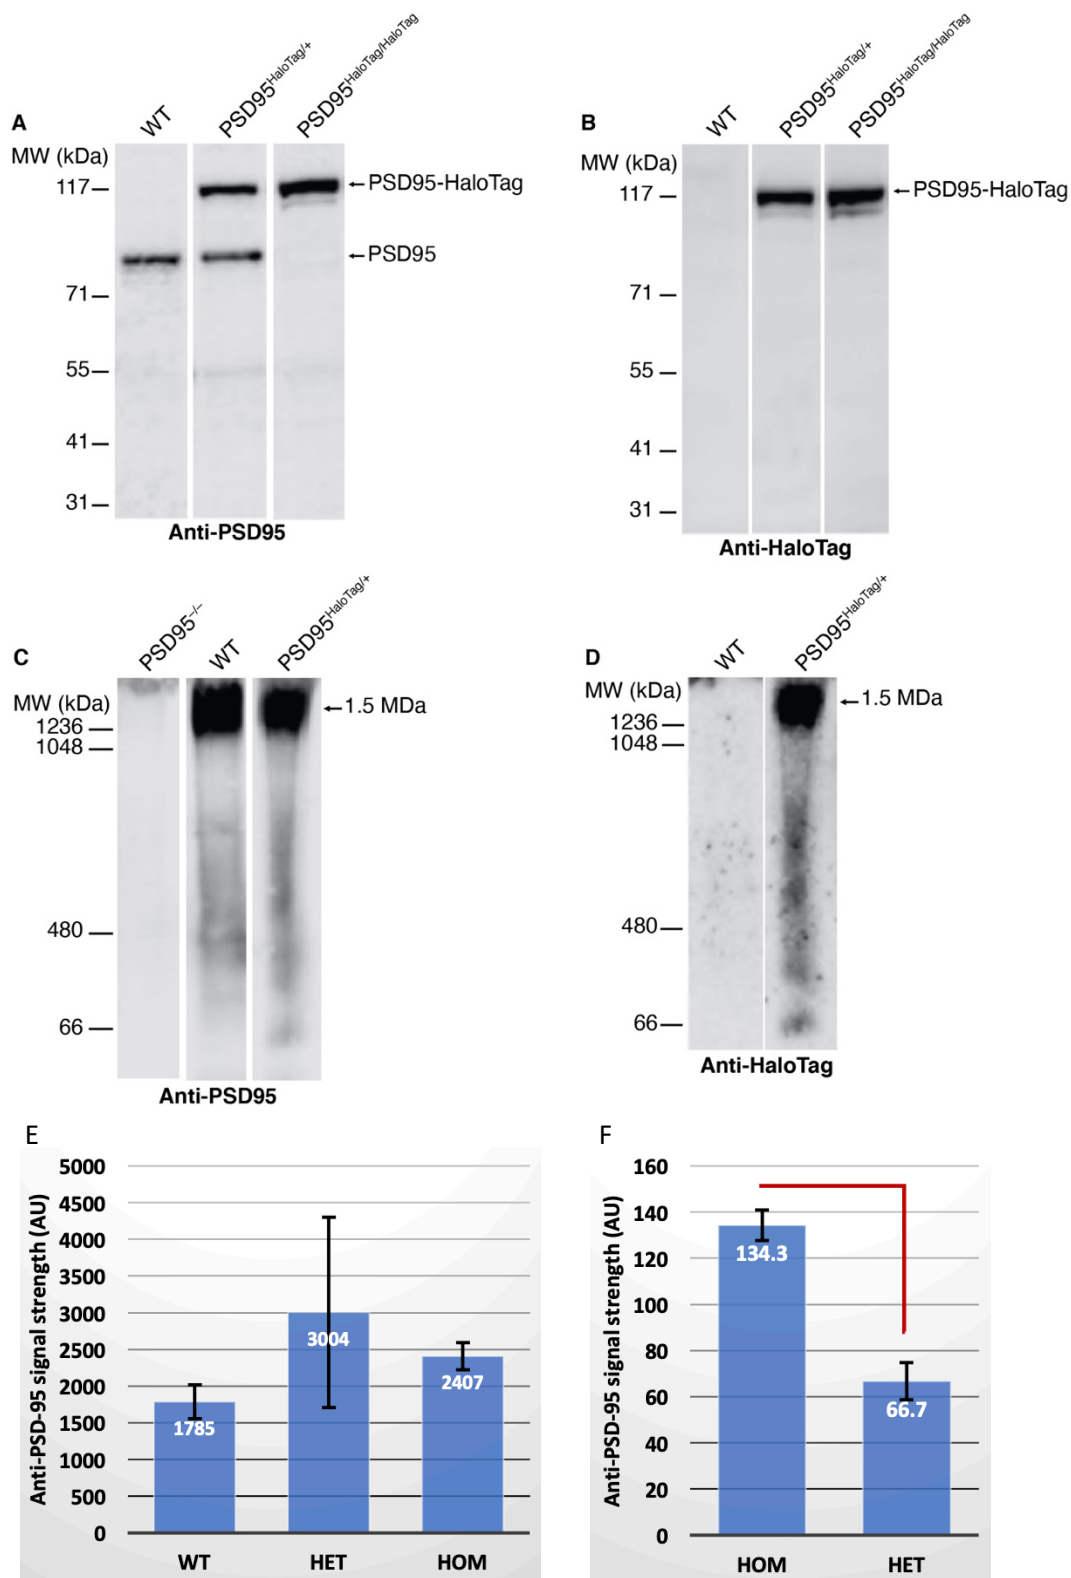 A
WT
PSD95HaloTag/+
PSD95HaloTag/HaloTag
MW (kDa)
117
PSD95-HaloTag
PSD95
71
55
41
31
Anti-PSD95
B
WT
PSD95HaloTag/+
PSD95HaloTag/HaloTag
MW (kDa)
117
PSD95-HaloTag
71
55
41
31
Anti-HaloTag
C
PSD95–/–
WT
PSD95HaloTag/+
MW (kDa)
1.5 MDa
1236
1048
480
66
Anti-PSD95
D
WT
PSD95HaloTag/+
MW (kDa)
1.5 MDa
1236
1048
480
66
Anti-HaloTag
E
Anti-PSD-95 signal strength (AU)
5000
4500
4000
3500
3000
2500
2000
1500
1000
500
0
1785
3004
2407
WT HET HOM
F
Anti-PSD-95 signal strength (AU)
160
140
120
100
80
60
40
20
0
134.3
66.7
HOM HET